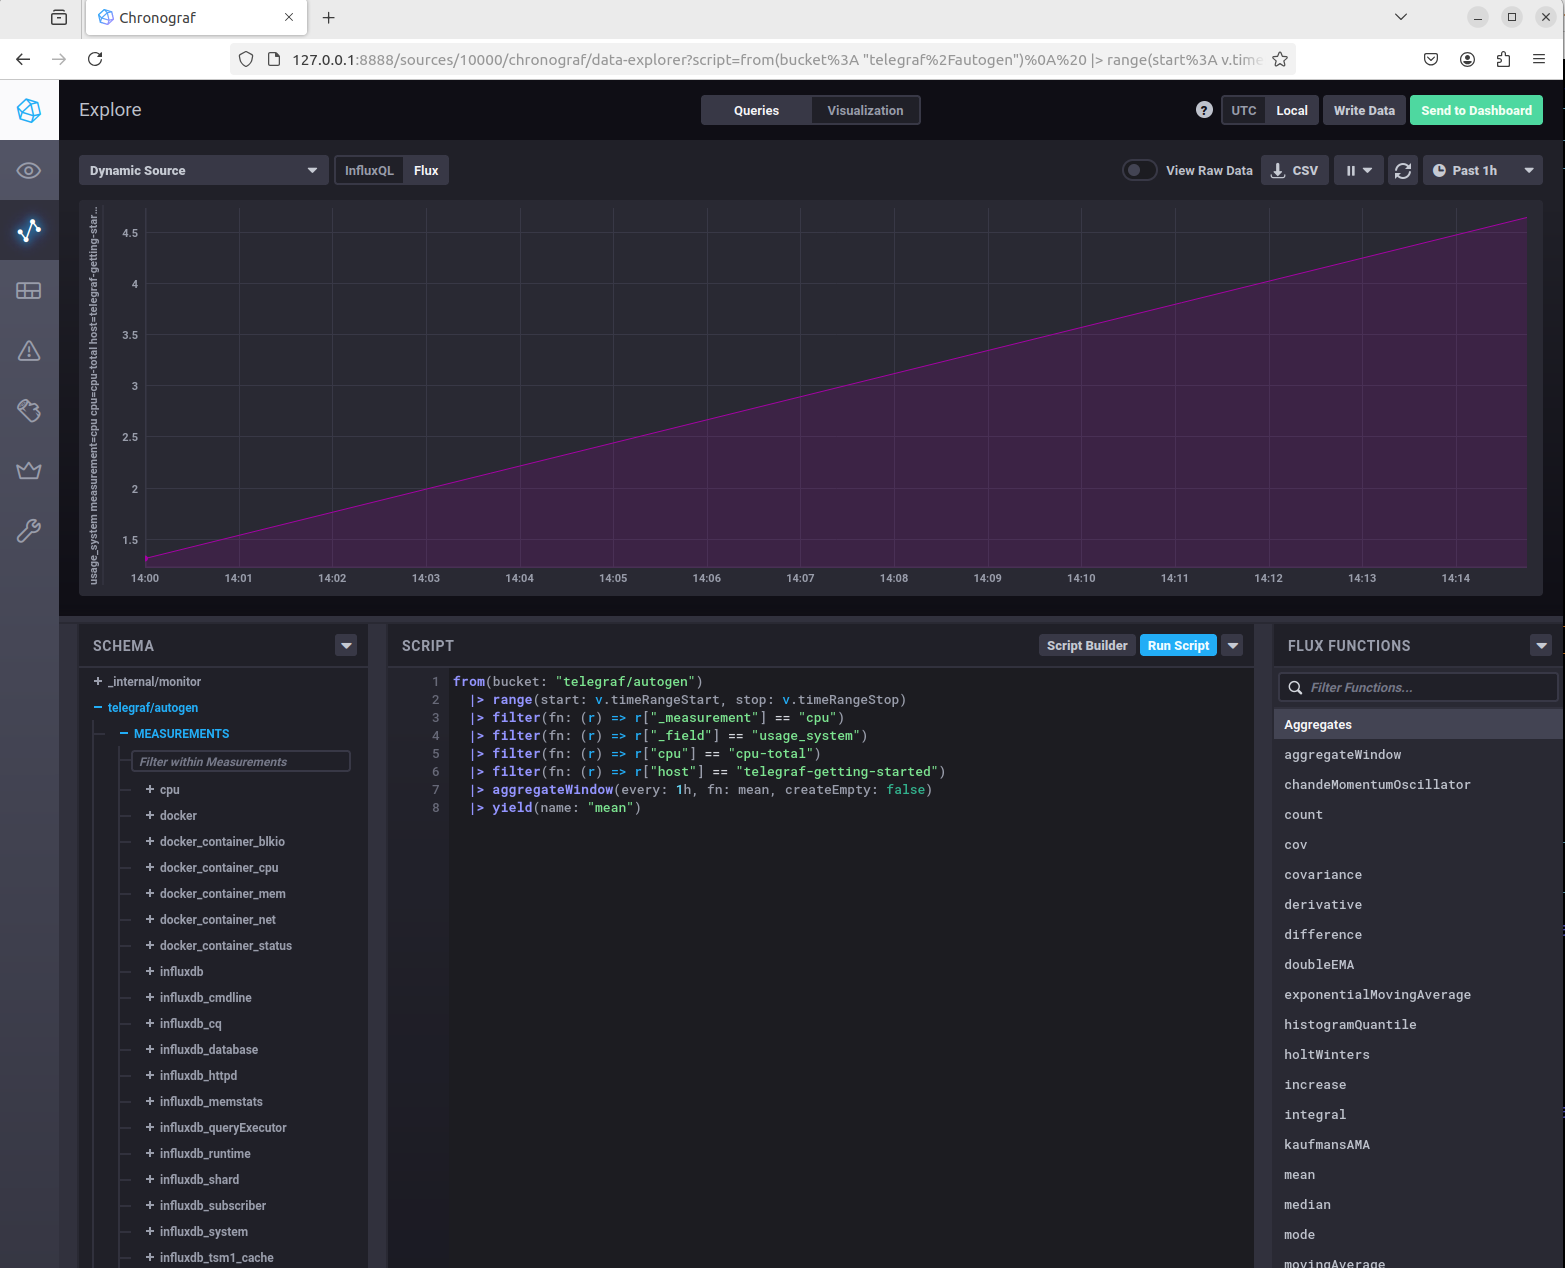 Chronograf
127.0.0.1:8888/sources/10000/chronograf/data-explorer?script=from(bucket%3A "telegraf%2Fautogen")%0A%20 |> range(start%3A v.time
Explore
Queries
Visualization
?
UTC
Local
Write Data
Send to Dashboard
Dynamic Source
InfluxQL
Flux
View Raw Data
CSV
Past 1h
usage_system measurement=cpu cpu=cpu-total host=telegraf-getting-star...
4.5
4
3.5
3
2.5
2
1.5
14:00
14:01
14:02
14:03
14:04
14:05
14:06
14:07
14:08
14:09
14:10
14:11
14:12
14:13
14:14
SCHEMA
_internal/monitor
telegraf/autogen
MEASUREMENTS
Filter within Measurements
cpu
docker
docker_container_blkio
docker_container_cpu
docker_container_mem
docker_container_net
docker_container_status
influxdb
influxdb_cmdline
influxdb_cq
influxdb_database
influxdb_httpd
influxdb_memstats
influxdb_queryExecutor
influxdb_runtime
influxdb_shard
influxdb_subscriber
influxdb_system
influxdb_tsm1_cache
SCRIPT
Script Builder
Run Script
1 from(bucket: "telegraf/autogen")
2 |> range(start: v.timeRangeStart, stop: v.timeRangeStop)
3 |> filter(fn: (r) => r["_measurement"] == "cpu")
4 |> filter(fn: (r) => r["_field"] == "usage_system")
5 |> filter(fn: (r) => r["cpu"] == "cpu-total")
6 |> filter(fn: (r) => r["host"] == "telegraf-getting-started")
7 |> aggregateWindow(every: 1h, fn: mean, createEmpty: false)
8 |> yield(name: "mean")
FLUX FUNCTIONS
Filter Functions...
Aggregates
aggregateWindow
chandeMomentumOscillator
count
cov
covariance
derivative
difference
doubleEMA
exponentialMovingAverage
histogramQuantile
holtWinters
increase
integral
kaufmansAMA
mean
median
mode
movingAverage